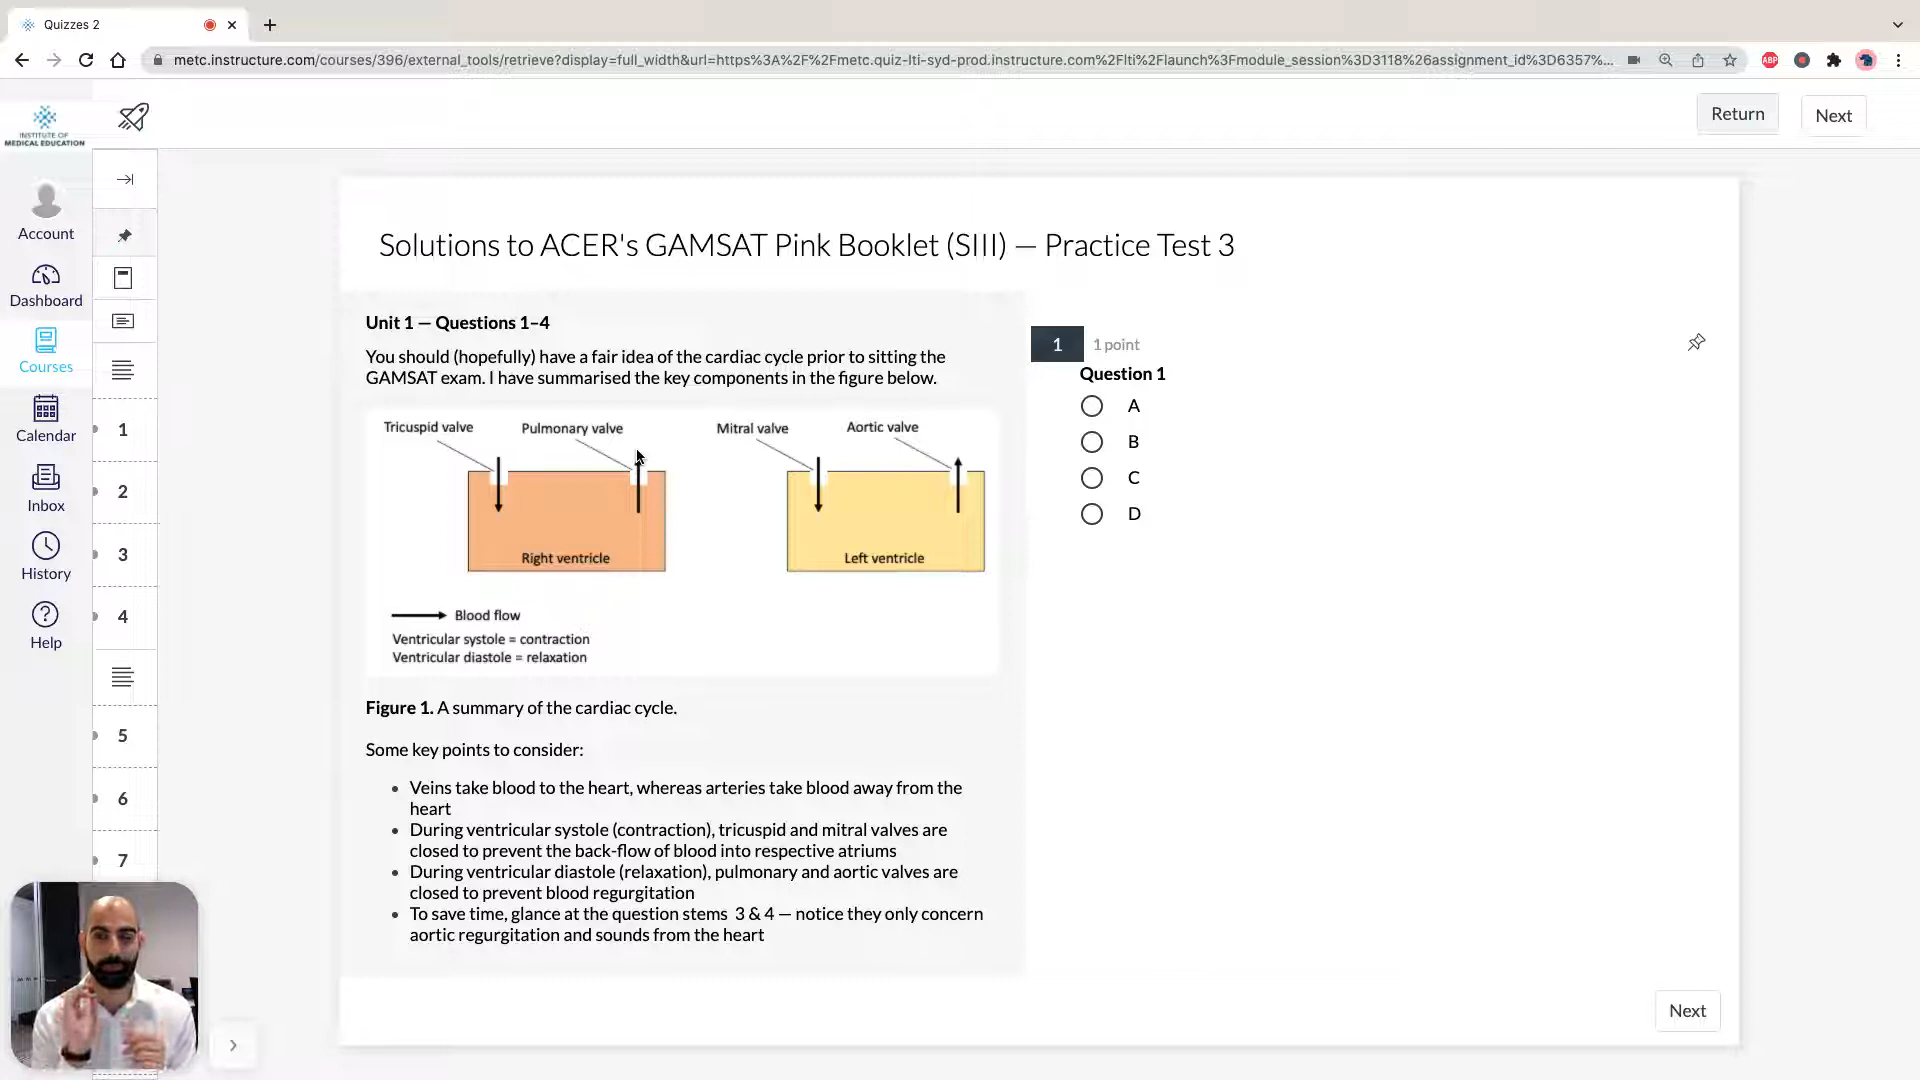 Quizzes 2
metc.instructure.com/courses/396/external_tools/retrieve?display=full_width&url=https%3A%2F%2Fmetc.quiz-lti-syd-prod.instructure.com%2Flti%2Flaunch%3Fmodule_session%3D3118%26assignment_id%3D6357%...
ABP
INSTITUTE OF
MEDICAL EDUCATION
Return
Next
Account
Dashboard
Courses
Calendar
Inbox
History
Help
1
2
3
4
5
6
7
Solutions to ACER's GAMSAT Pink Booklet (SIII) — Practice Test 3
Unit 1 — Questions 1–4
You should (hopefully) have a fair idea of the cardiac cycle prior to sitting the
GAMSAT exam. I have summarised the key components in the figure below.
Tricuspid valve
Pulmonary valve
Mitral valve
Aortic valve
Right ventricle
Left ventricle
Blood flow
Ventricular systole = contraction
Ventricular diastole = relaxation
Figure 1. A summary of the cardiac cycle.
Some key points to consider:
Veins take blood to the heart, whereas arteries take blood away from the
heart
During ventricular systole (contraction), tricuspid and mitral valves are
closed to prevent the back-flow of blood into respective atriums
During ventricular diastole (relaxation), pulmonary and aortic valves are
closed to prevent blood regurgitation
To save time, glance at the question stems 3 & 4 — notice they only concern
aortic regurgitation and sounds from the heart
1
1 point
Question 1
A
B
C
D
Next